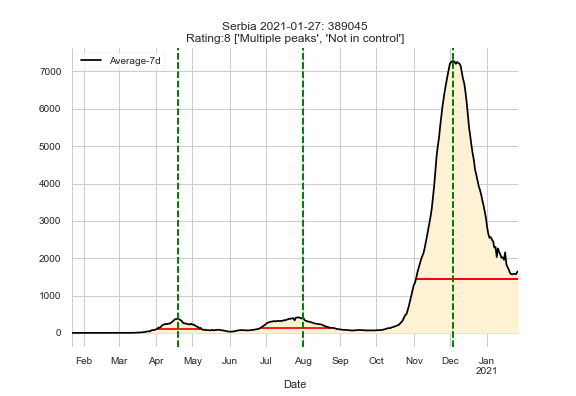 Serbia 2021-01-27: 389045
Rating:8 ['Multiple peaks', 'Not in control']
Average-7d
7000
6000
5000
4000
3000
2000
1000
0
Feb Mar Apr May Jun Jul Aug Sep Oct Nov Dec Jan
2021
Date